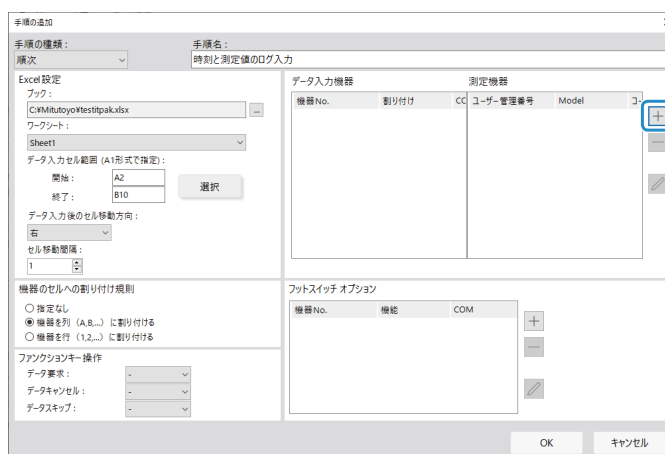 手順の追加
手順の種類：
手順名：
順次
時刻と測定値のログ入力
Excel設定
ブック：
C:¥Mitutoyo¥testitpak.xlsx
...
ワークシート：
Sheet1
データ入力セル範囲 (A1形式で指定)：
開始：
A2
終了：
B10
選択
データ入力後のセル移動方向：
右
セル移動間隔：
1
機器のセルへの割り付け規則
指定なし
機器を列 （A,B,...）に割り付ける
機器を行 （1,2,...）に割り付ける
ファンクションキー操作
データ要求：
-
データキャンセル：
-
データスキップ：
-
データ入力機器
測定機器
機器No.
割り付け
CC
ユーザー管理番号
Model
コー
フットスイッチ オプション
機器No.
機能
COM
OK
キャンセル